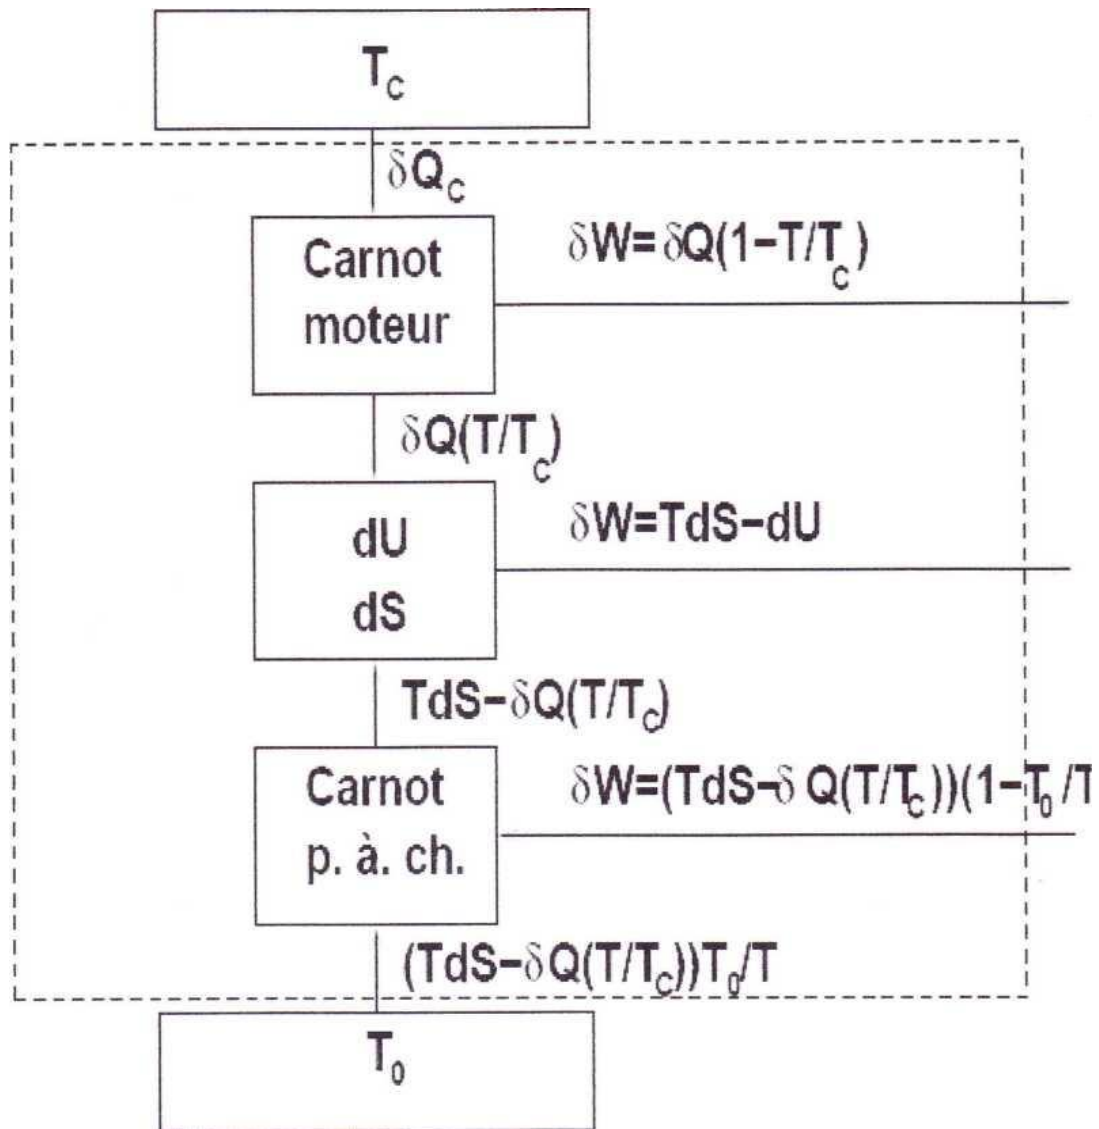 T_C
δQ_C
Carnot
moteur
δW=δQ(1−T/T_C)
δQ(T/T_C)
dU
dS
δW=TdS−dU
TdS−δQ(T/T_C)
Carnot
p. à. ch.
δW=(TdS−δQ(T/T_C))(1−T_0/T
(TdS−δQ(T/T_C))T_0/T
T_0